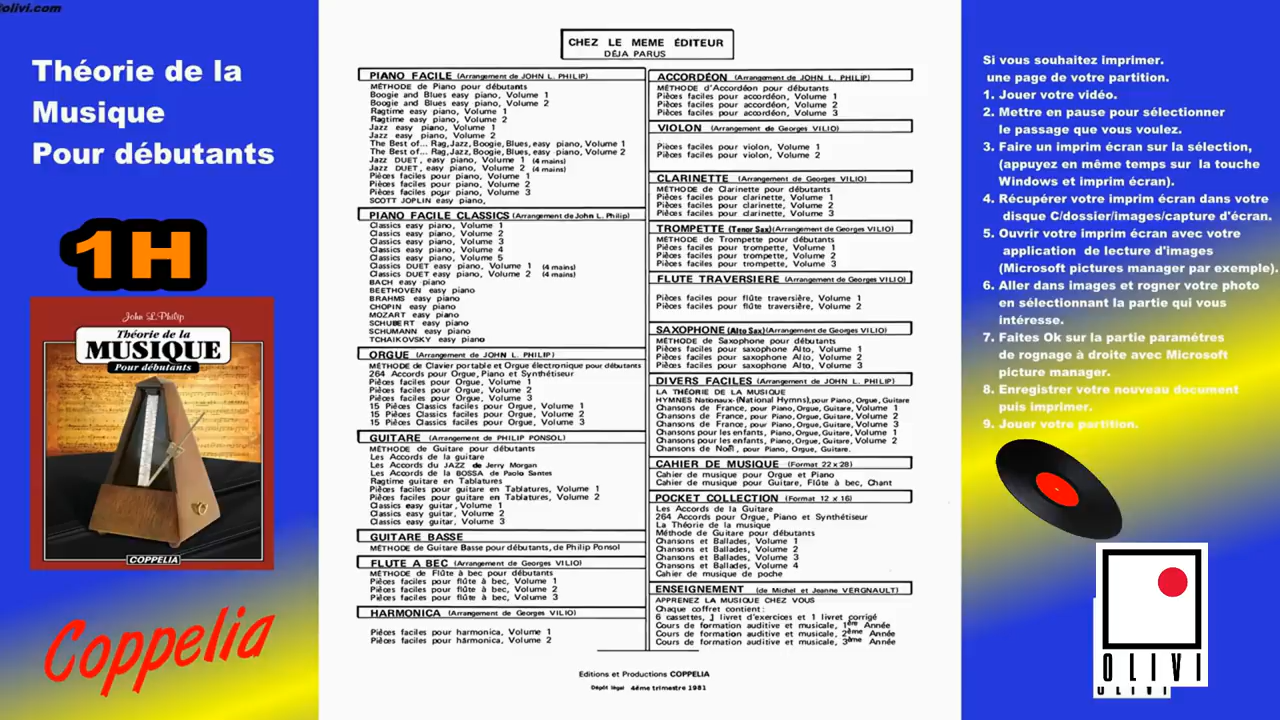 olivi.com
Théorie de la
Musique
Pour débutants
1H
John L.Philip
Théorie de la
MUSIQUE
Pour débutants
COPPELIA
Coppelia
CHEZ LE MEME ÉDITEUR
DÉJA PARUS
PIANO FACILE (Arrangement de JOHN L. PHILIP)
MÉTHODE de Piano pour débutants
Boogie and Blues easy piano, Volume 1
Boogie and Blues easy piano, Volume 2
Ragtime easy piano, Volume 1
Ragtime easy piano, Volume 2
Jazz easy piano, Volume 1
Jazz easy piano, Volume 2
The Best of... Rag, Jazz, Boogie, Blues, easy piano, Volume 1
The Best of... Rag, Jazz, Boogie, Blues, easy piano, Volume 2
Jazz DUET, easy piano, Volume 1 (4 mains)
Jazz DUET, easy piano, Volume 2 (4 mains)
Pièces faciles pour piano, Volume 1
Pièces faciles pour piano, Volume 2
Pièces faciles pour piano, Volume 3
SCOTT JOPLIN easy piano,
PIANO FACILE CLASSICS (Arrangement de John L. Philip)
Classics easy piano, Volume 1
Classics easy piano, Volume 2
Classics easy piano, Volume 3
Classics easy piano, Volume 4
Classics easy piano, Volume 5
Classics DUET easy piano, Volume 1 (4 mains)
Classics DUET easy piano, Volume 2 (4 mains)
BACH easy piano
BEETHOVEN easy piano
BRAHMS easy piano
CHOPIN easy piano
MOZART easy piano
SCHUBERT easy piano
SCHUMANN easy piano
TCHAIKOVSKY easy piano
ORGUE (Arrangement de JOHN L. PHILIP)
MÉTHODE de Clavier portable et Orgue électronique pour débutants
264 Accords pour Orgue, Piano et Synthétiseur
Pièces faciles pour Orgue, Volume 1
Pièces faciles pour Orgue, Volume 2
Pièces faciles pour Orgue, Volume 3
15 Pièces Classics faciles pour Orgue, Volume 1
15 Pièces Classics faciles pour Orgue, Volume 2
15 Pièces Classics faciles pour Orgue, Volume 3
GUITARE (Arrangement de PHILIP PONSOL)
MÉTHODE de Guitare pour débutants
Les Accords de la guitare
Les Accords du JAZZ de Jerry Morgan
Les Accords de la BOSSA de Paolo Santes
Ragtime guitare en Tablatures
Pièces faciles pour guitare en Tablatures, Volume 1
Pièces faciles pour guitare en Tablatures, Volume 2
Classics easy guitar, Volume 1
Classics easy guitar, Volume 2
Classics easy guitar, Volume 3
GUITARE BASSE
MÉTHODE de Guitare Basse pour débutants, de Philip Ponsol
FLUTE A BEC (Arrangement de Georges VILIO)
MÉTHODE de Flûte à bec pour débutants
Pièces faciles pour flûte à bec, Volume 1
Pièces faciles pour flûte à bec, Volume 2
Pièces faciles pour flûte à bec, Volume 3
HARMONICA (Arrangement de Georges VILIO)
Pièces faciles pour harmonica, Volume 1
Pièces faciles pour harmonica, Volume 2
ACCORDÉON (Arrangement de JOHN L. PHILIP)
MÉTHODE d'Accordéon pour débutants
Pièces faciles pour accordéon, Volume 1
Pièces faciles pour accordéon, Volume 2
Pièces faciles pour accordéon, Volume 3
VIOLON (Arrangement de Georges VILIO)
Pièces faciles pour violon, Volume 1
Pièces faciles pour violon, Volume 2
CLARINETTE (Arrangement de Georges VILIO)
MÉTHODE de Clarinette pour débutants
Pièces faciles pour clarinette, Volume 1
Pièces faciles pour clarinette, Volume 2
Pièces faciles pour clarinette, Volume 3
TROMPETTE (Tenor Sax)(Arrangement de Georges VILIO)
MÉTHODE de Trompette pour débutants
Pièces faciles pour trompette, Volume 1
Pièces faciles pour trompette, Volume 2
Pièces faciles pour trompette, Volume 3
FLUTE TRAVERSIERE (Arrangement de Georges VILIO)
Pièces faciles pour flûte traversière, Volume 1
Pièces faciles pour flûte traversière, Volume 2
SAXOPHONE (Alto Sax)(Arrangement de Georges VILIO)
MÉTHODE de Saxophone pour débutants
Pièces faciles pour saxophone Alto, Volume 1
Pièces faciles pour saxophone Alto, Volume 2
Pièces faciles pour saxophone Alto, Volume 3
DIVERS FACILES (Arrangement de JOHN L. PHILIP)
LA THÉORIE DE LA MUSIQUE
HYMNES Nationaux-(National Hymns), pour Piano, Orgue, Guitare
Chansons de France, pour Piano, Orgue, Guitare, Volume 1
Chansons de France, pour Piano, Orgue, Guitare, Volume 2
Chansons de France, pour Piano, Orgue, Guitare, Volume 3
Chansons pour les enfants, Piano, Orgue, Guitare, Volume 1
Chansons pour les enfants, Piano, Orgue, Guitare, Volume 2
Chansons de Noël, pour Piano, Orgue, Guitare.
CAHIER DE MUSIQUE (Format 22 x 28)
Cahier de musique pour Orgue et Piano
Cahier de musique pour Guitare, Flûte à bec, Chant
POCKET COLLECTION (Format 12 x 16)
Les Accords de la Guitare
264 Accords pour Orgue, Piano et Synthétiseur
La Théorie de la musique
Méthode de Guitare pour débutants
Chansons et Ballades, Volume 1
Chansons et Ballades, Volume 2
Chansons et Ballades, Volume 3
Chansons et Ballades, Volume 4
Cahier de musique de poche
ENSEIGNEMENT (de Michel et Jeanne VERGNAULT)
APPRENEZ LA MUSIQUE CHEZ VOUS
Chaque coffret contient :
6 cassettes, 1 livret d'exercices et 1 livret corrigé
Cours de formation auditive et musicale, 1ère Année
Cours de formation auditive et musicale, 2ème Année
Cours de formation auditive et musicale, 3ème Année
Editions et Productions COPPELIA
Dépôt légal 4ème trimestre 1981
Si vous souhaitez imprimer.
une page de votre partition.
1. Jouer votre vidéo.
2. Mettre en pause pour sélectionner
le passage que vous voulez.
3. Faire un imprim écran sur la sélection,
(appuyez en même temps sur la touche
Windows et imprim écran).
4. Récupérer votre imprim écran dans votre
disque C/dossier/images/capture d'écran.
5. Ouvrir votre imprim écran avec votre
application de lecture d'images
(Microsoft pictures manager par exemple).
6. Aller dans images et rogner votre photo
en sélectionnant la partie qui vous
intéresse.
7. Faites Ok sur la partie paramétres
de rognage à droite avec Microsoft
picture manager.
8. Enregistrer votre nouveau document
puis imprimer.
9. Jouer votre partition.
OLIVI
OLIVI